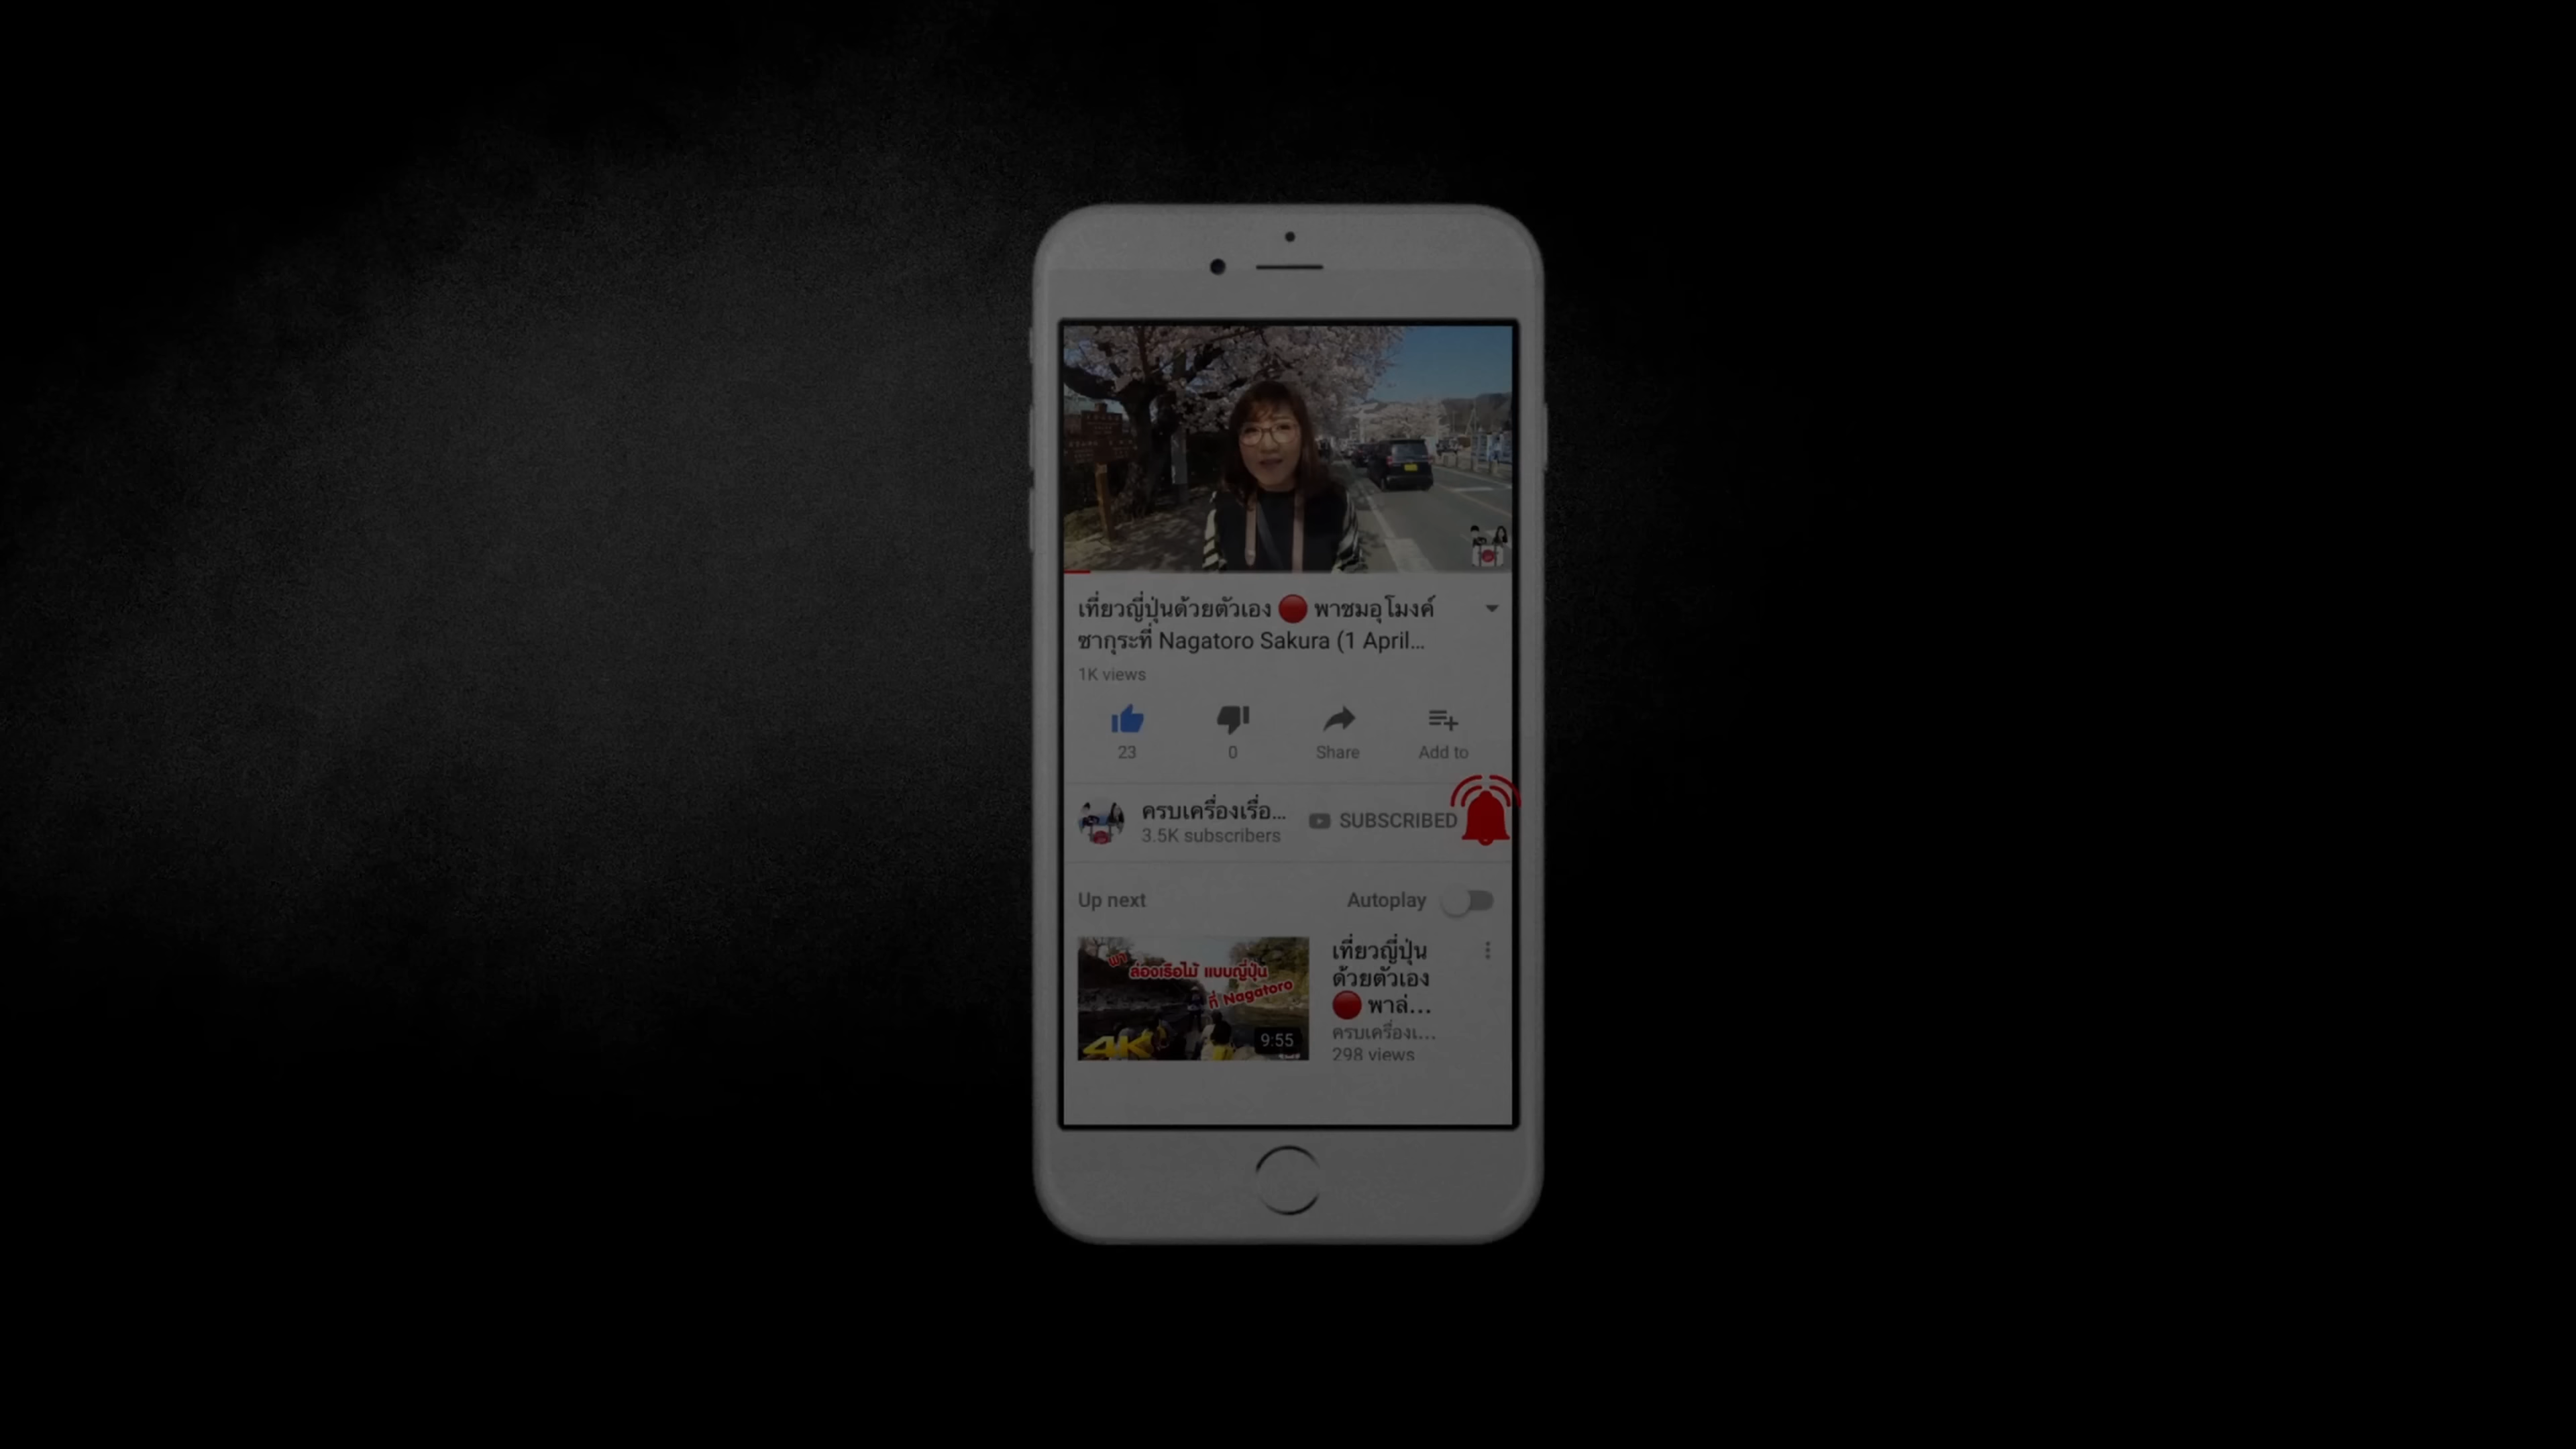 เที่ยวญี่ปุ่นด้วยตัวเอง 🔴 พาชมอุโมงค์
ซากุระที่ Nagatoro Sakura (1 April...
1K views
23
0
Share
Add to
ครบเครื่องเรื่อ...
SUBSCRIBED
3.5K subscribers
Up next
Autoplay
พา
ล่องเรือไม้ แบบญี่ปุ่น
ที่ Nagatoro
4K
9:55
เที่ยวญี่ปุ่น
ด้วยตัวเอง
🔴 พาล่...
ครบเครื่องเ...
298 views